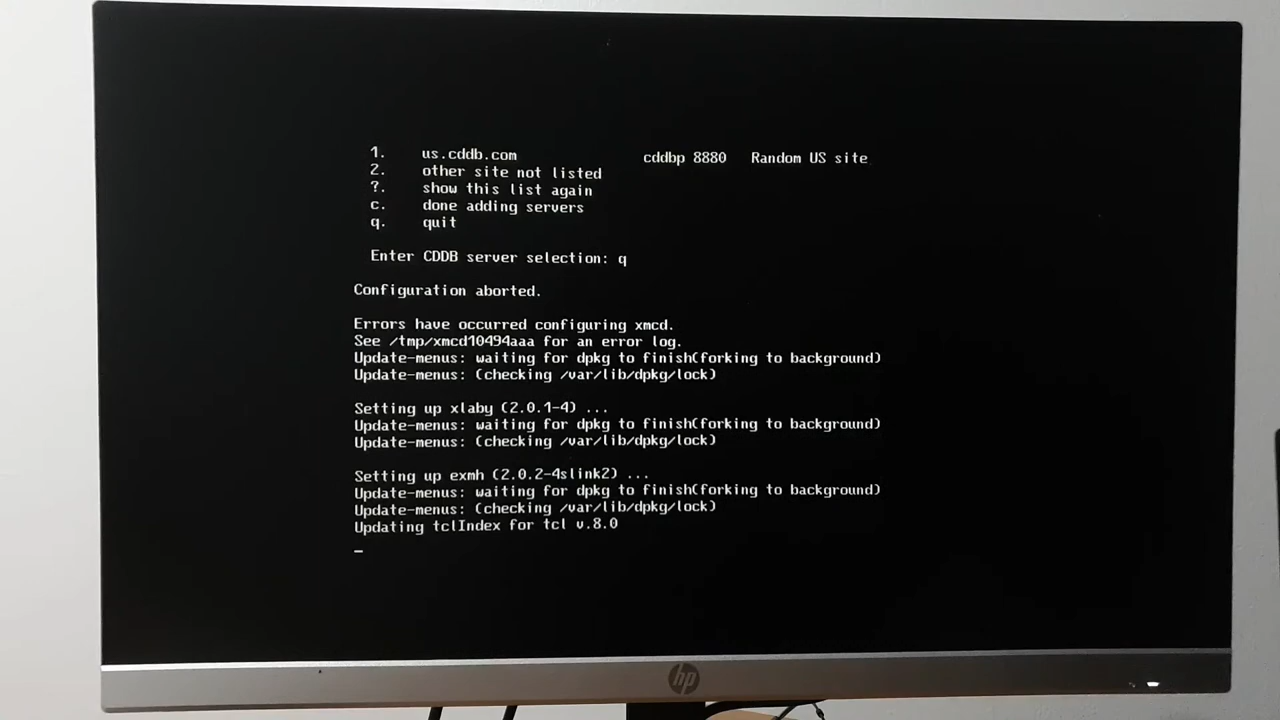 1. us.cddb.com cddbp 8880 Random US site
2. other site not listed
?. show this list again
c. done adding servers
q. quit
Enter CDDB server selection: q
Configuration aborted.
Errors have occurred configuring xmcd.
See /tmp/xmcd10494aaa for an error log.
Update-menus: waiting for dpkg to finish(forking to background)
Update-menus: (checking /var/lib/dpkg/lock)
Setting up xlaby (2.0.1-4) ...
Update-menus: waiting for dpkg to finish(forking to background)
Update-menus: (checking /var/lib/dpkg/lock)
Setting up exmh (2.0.2-4slink2) ...
Update-menus: waiting for dpkg to finish(forking to background)
Update-menus: (checking /var/lib/dpkg/lock)
Updating tclIndex for tcl v.8.0
_
hp